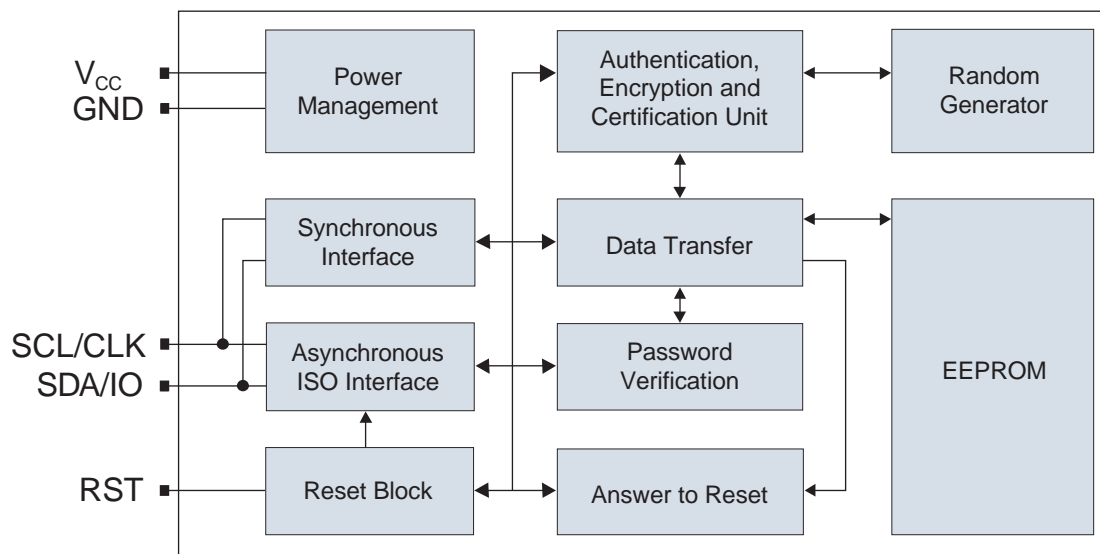 V_CC
GND
Power
Management
Authentication,
Encryption and
Certification Unit
Random
Generator
Synchronous
Interface
Data Transfer
SCL/CLK
SDA/IO
Asynchronous
ISO Interface
Password
Verification
EEPROM
RST
Reset Block
Answer to Reset